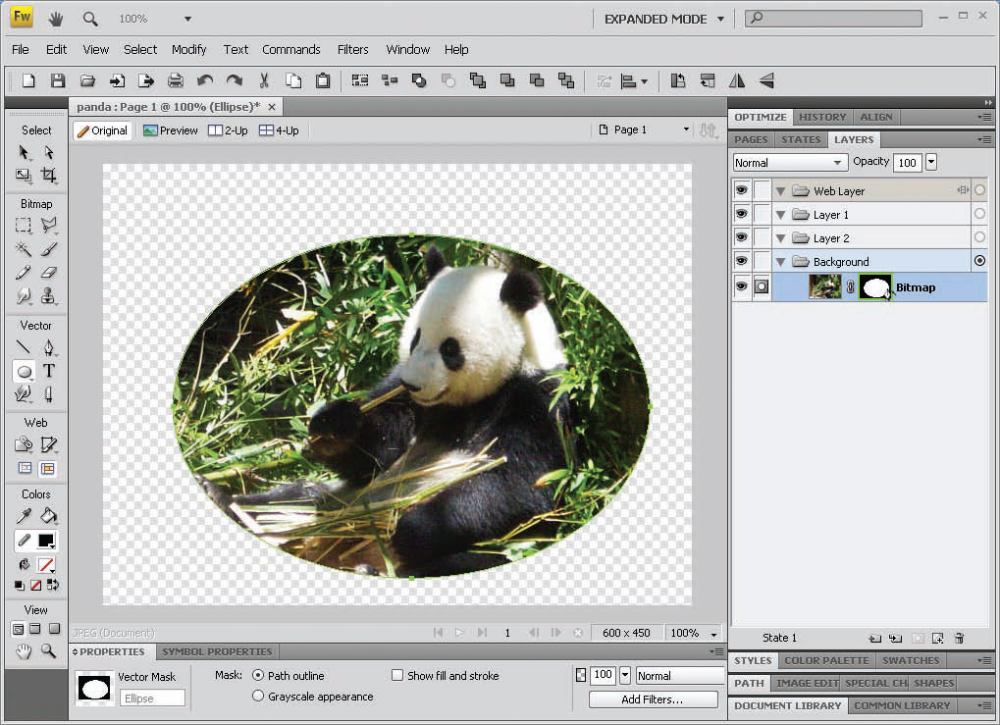 Fw 100% EXPANDED MODE
File Edit View Select Modify Text Commands Filters Window Help
panda : Page 1 @ 100% (Ellipse)*
Original Preview 2-Up 4-Up Page 1
Select
Bitmap
Vector
T
Web
Colors
View
JPEG (Document) 1 600 x 450 100%
PROPERTIES SYMBOL PROPERTIES
Vector Mask Mask: Path outline Show fill and stroke 100 Normal
Ellipse Grayscale appearance Add Filters...
OPTIMIZE HISTORY ALIGN
PAGES STATES LAYERS
Normal Opacity 100
Web Layer
Layer 1
Layer 2
Background
Bitmap
State 1
STYLES COLOR PALETTE SWATCHES
PATH IMAGE EDIT SPECIAL CH SHAPES
DOCUMENT LIBRARY COMMON LIBRARY